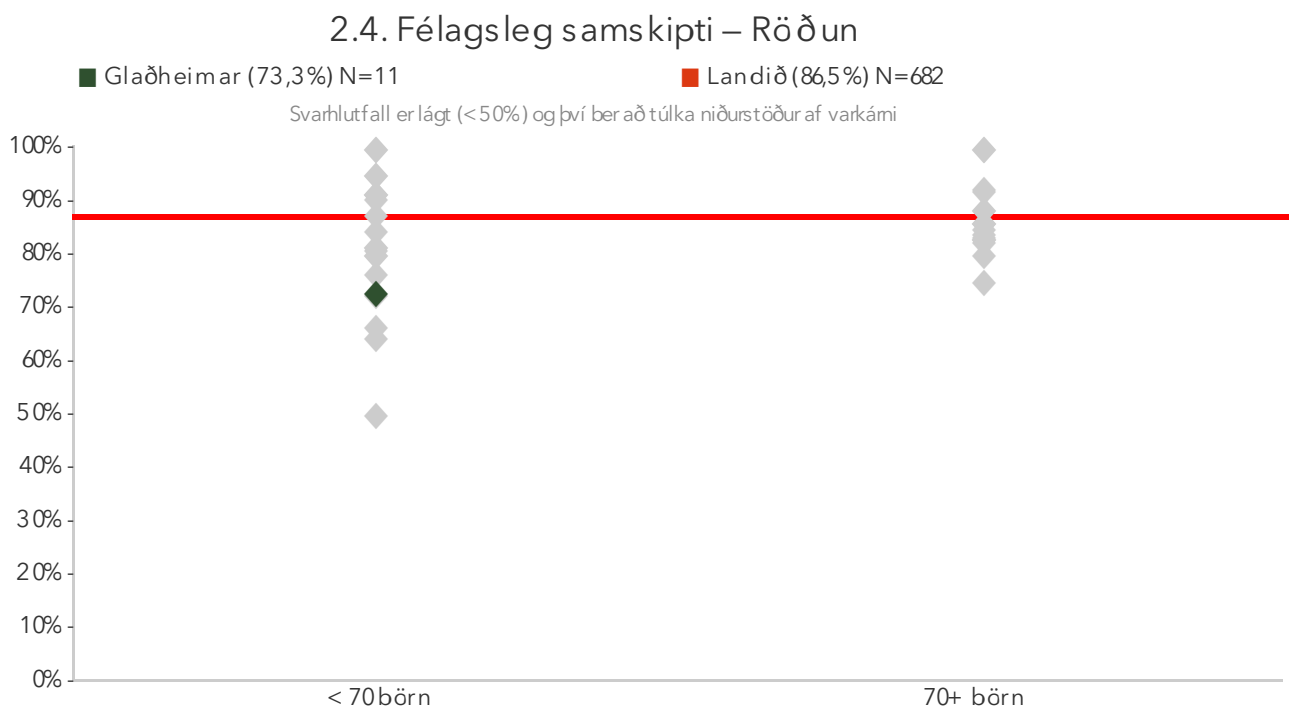 2.4. Félagsleg samskipti – Röðun
Glaðheimar (73,3%) N=11
Landið (86,5%) N=682
Svarhlutfall er lágt (<50%) og því ber að túlka niðurstöður af varkárni
100%
90%
80%
70%
60%
50%
40%
30%
20%
10%
0%
< 70 börn
70+ börn